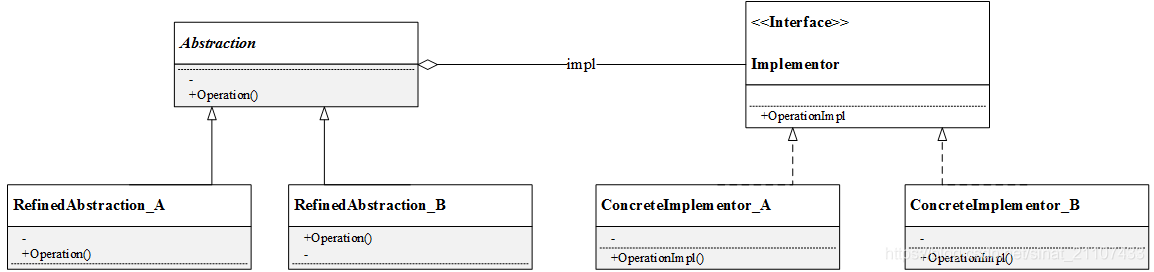 Abstraction
-
+Operation()
impl
<<Interface>>
Implementor
+OperationImpl
RefinedAbstraction_A
-
+Operation()
RefinedAbstraction_B
+Operation()
-
ConcreteImplementor_A
-
+OperationImpl()
ConcreteImplementor_B
-
+OperationImpl()